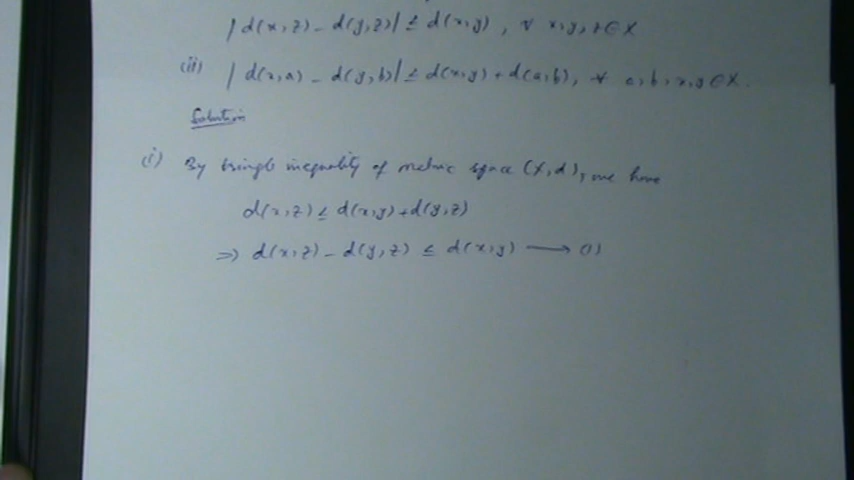 | d(x,z) - d(y,z)| ≤ d(x,y) , ∀ x,y,z∈X
(ii) | d(x,a) - d(y,b)| ≤ d(x,y) + d(a,b), ∀ a,b,x,y ∈X.
Solution
(i) By triangle inequality of metric space (X,d), we have
d(x,z) ≤ d(x,y)+d(y,z)
⇒ d(x,z) - d(y,z) ≤ d(x,y) ⟶ (1)